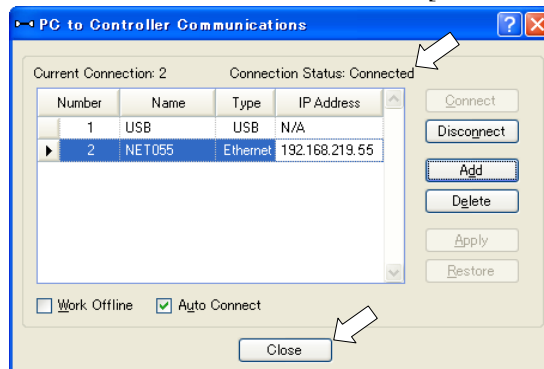 PC to Controller Communications
Current Connection: 2 Connection Status: Connected
Number Name Type IP Address
1 USB USB N/A
2 NET055 Ethernet 192.168.219.55
Connect
Disconnect
Add
Delete
Apply
Restore
Work Offline Auto Connect
Close